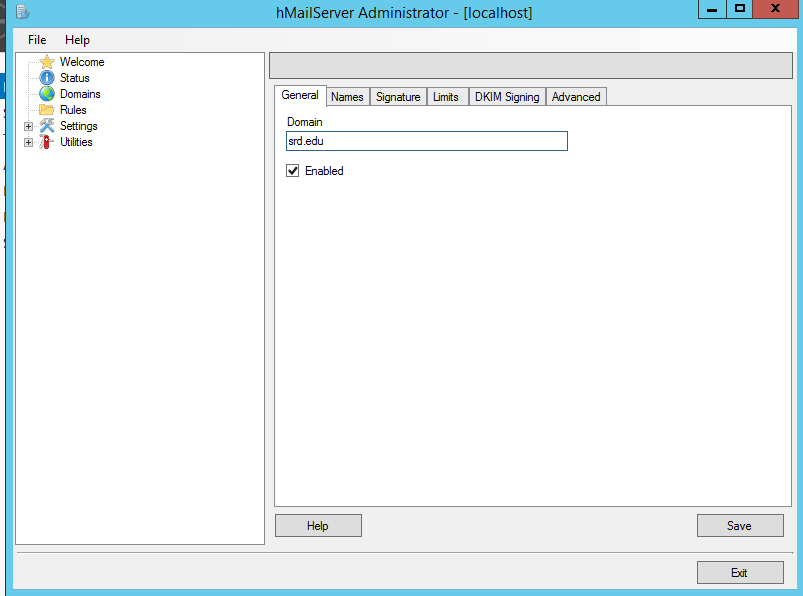 hMailServer Administrator - [localhost]
File Help
Welcome
Status
Domains
Rules
Settings
Utilities
General Names Signature Limits DKIM Signing Advanced
Domain
srd.edu
Enabled
Help Save
Exit